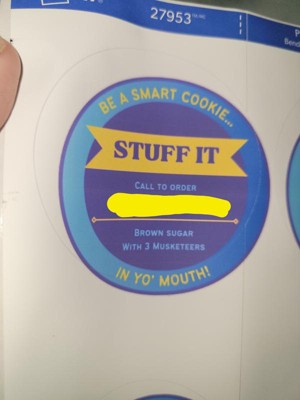 27953
BE A SMART COOKIE...
STUFF IT
CALL TO ORDER
BROWN SUGAR
WITH 3 MUSKETEERS
IN YO' MOUTH!